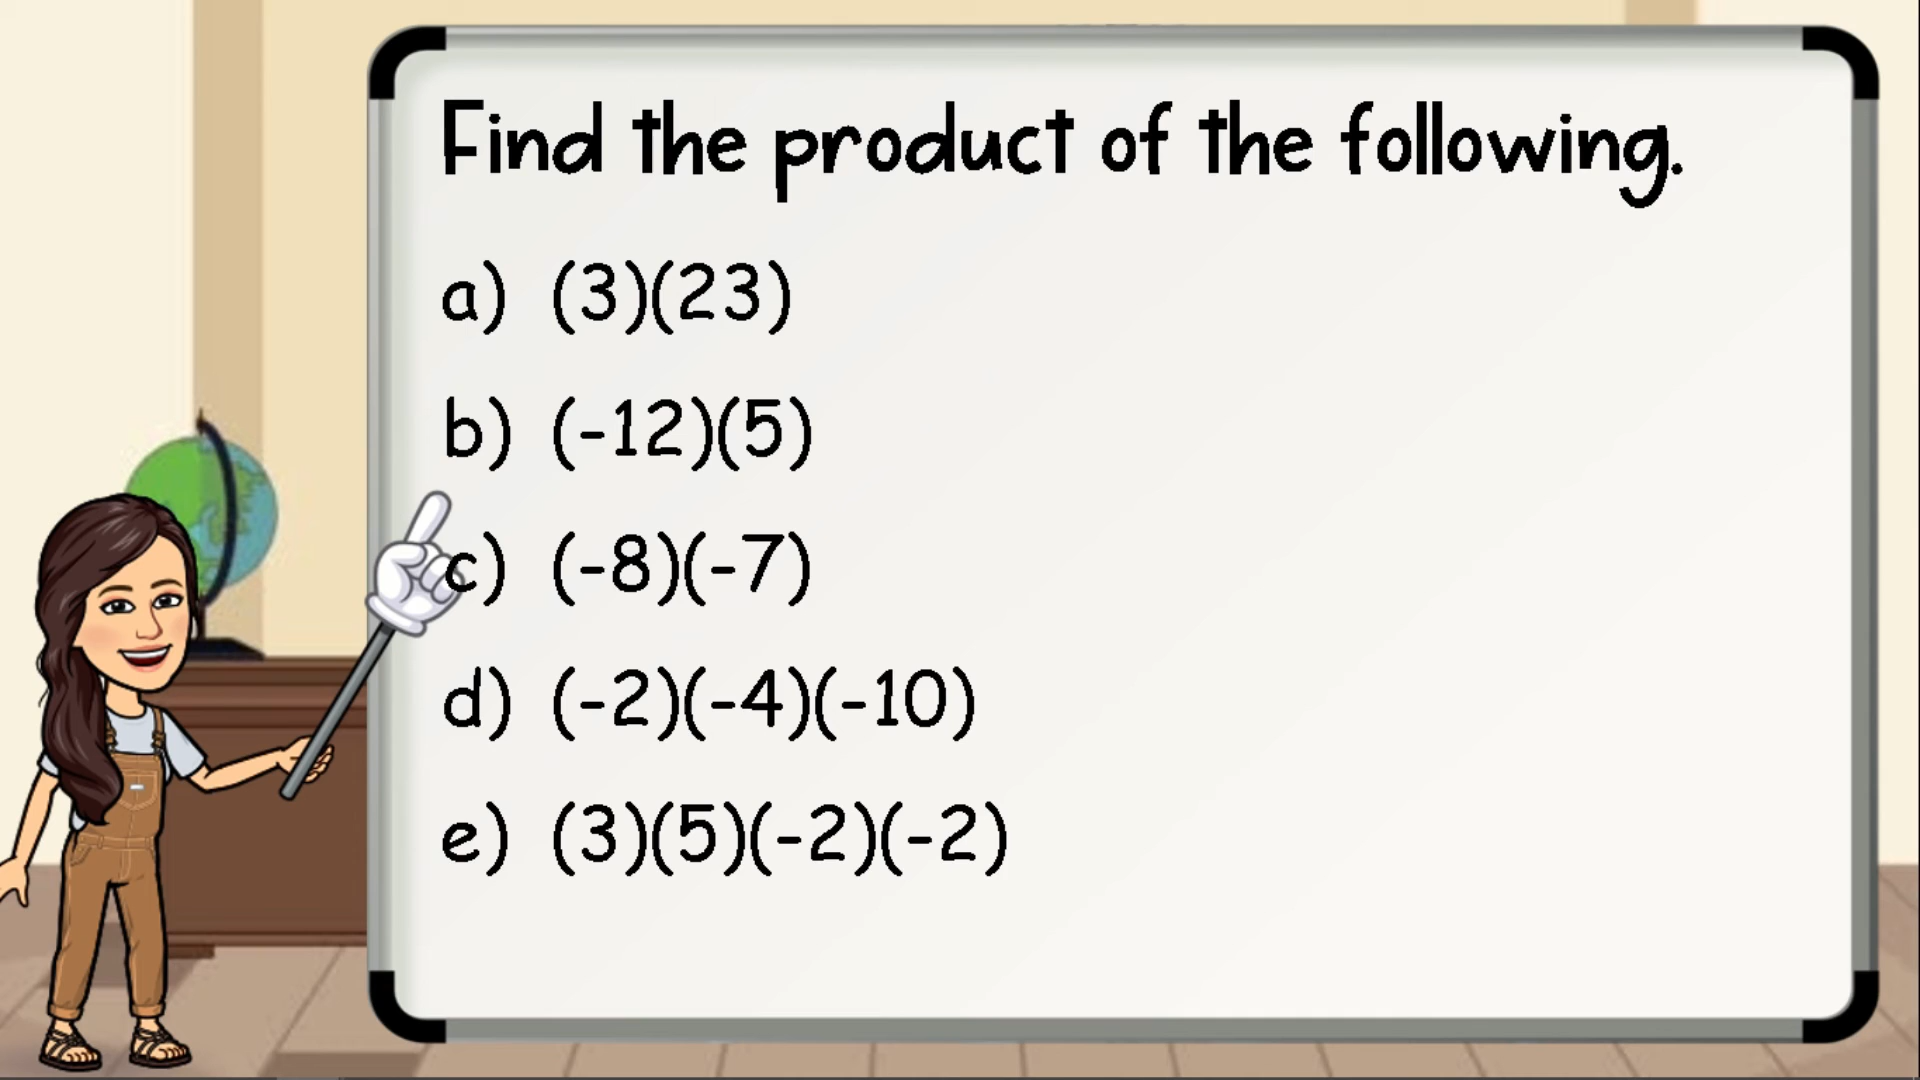 Find the product of the following.
a) (3)(23)
b) (-12)(5)
c) (-8)(-7)
d) (-2)(-4)(-10)
e) (3)(5)(-2)(-2)